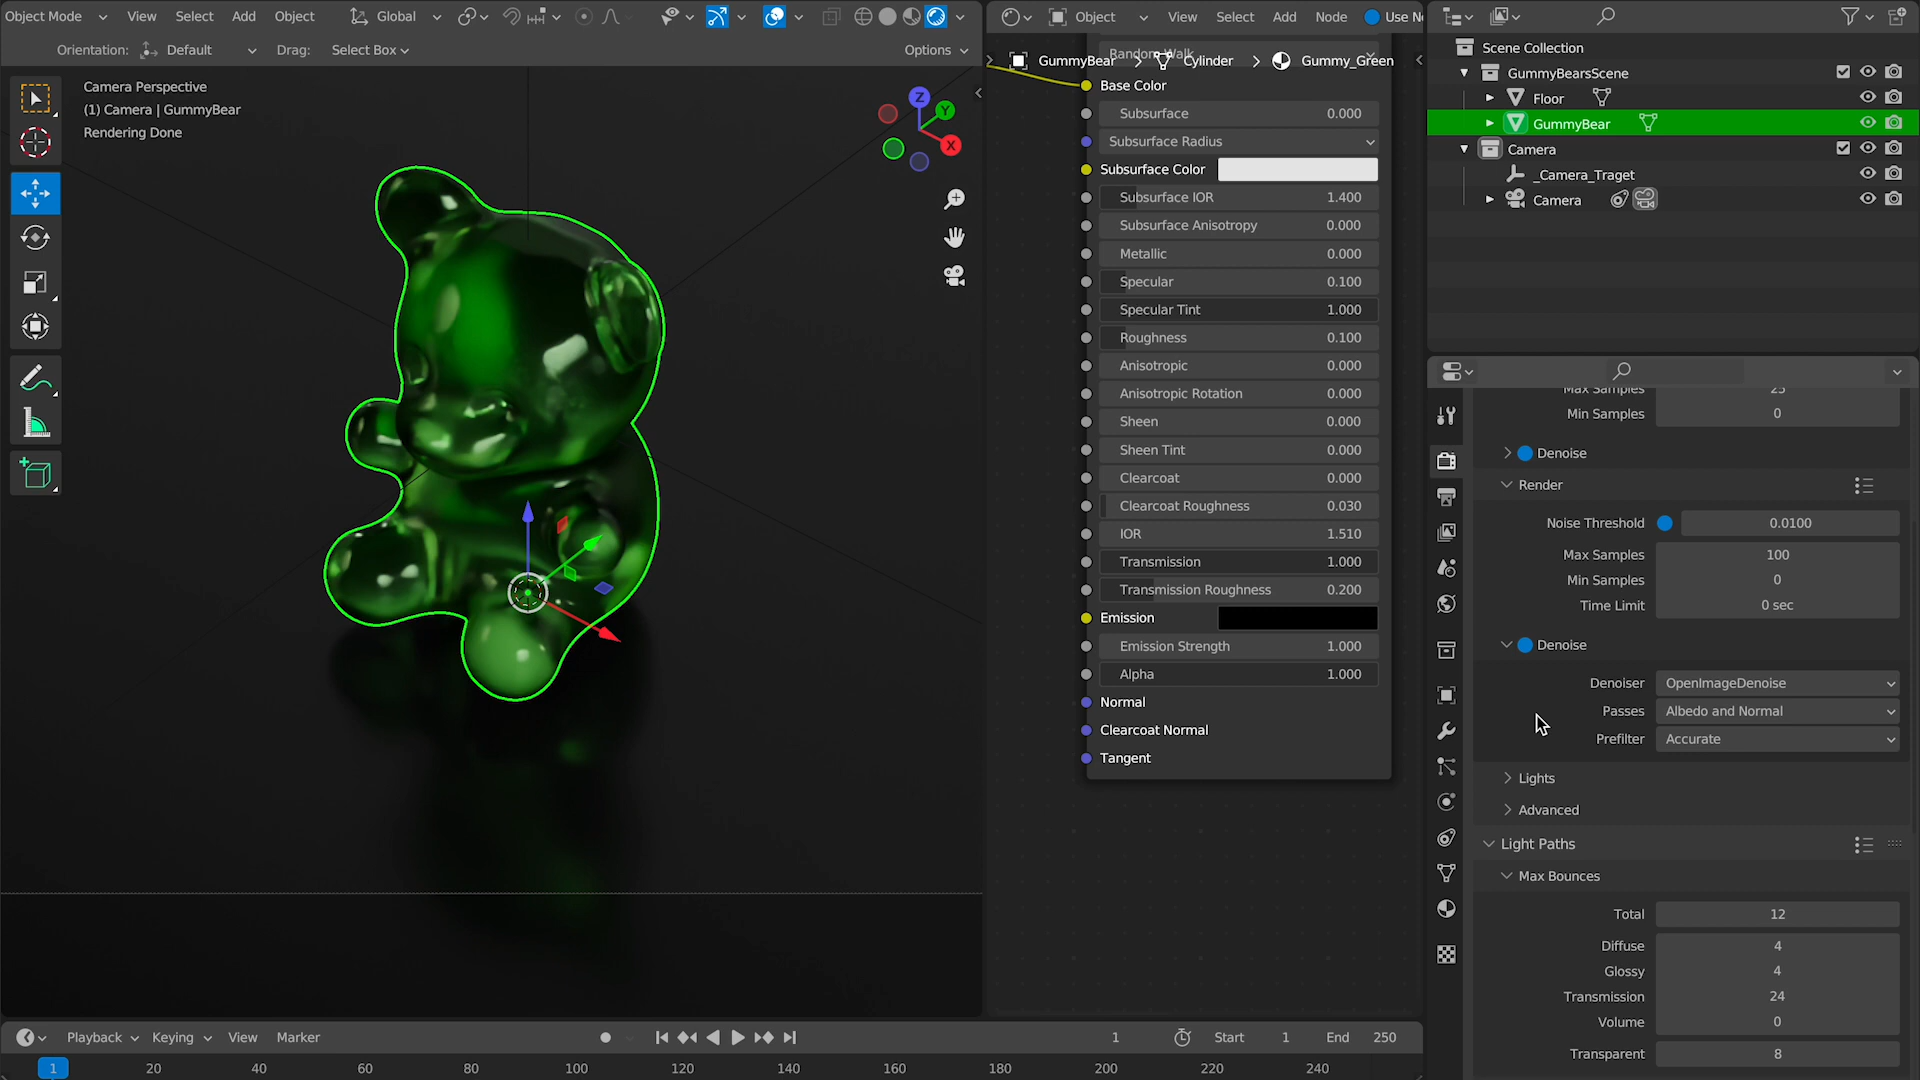 Object Mode View Select Add Object Global
Orientation: Default Drag: Select Box Options
Camera Perspective
(1) Camera | GummyBear
Rendering Done
Z
Y
X
Object View Select Add Node
Random Walk
GummyBear Cylinder Gummy_Green
Base Color
Subsurface 0.000
Subsurface Radius
Subsurface Color
Subsurface IOR 1.400
Subsurface Anisotropy 0.000
Metallic 0.000
Specular 0.100
Specular Tint 1.000
Roughness 0.100
Anisotropic 0.000
Anisotropic Rotation 0.000
Sheen 0.000
Sheen Tint 0.000
Clearcoat 0.000
Clearcoat Roughness 0.030
IOR 1.510
Transmission 1.000
Transmission Roughness 0.200
Emission
Emission Strength 1.000
Alpha 1.000
Normal
Clearcoat Normal
Tangent
Scene Collection
GummyBearsScene
Floor
GummyBear
Camera
_Camera_Traget
Camera
Max Samples 25
Min Samples 0
Denoise
Render
Noise Threshold 0.0100
Max Samples 100
Min Samples 0
Time Limit 0 sec
Denoise
Denoiser OpenImageDenoise
Passes Albedo and Normal
Prefilter Accurate
Lights
Advanced
Light Paths
Max Bounces
Total 12
Diffuse 4
Glossy 4
Transmission 24
Volume 0
Transparent 8
Playback Keying View Marker 1 Start 1 End 250
1 20 40 60 80 100 120 140 160 180 200 220 240